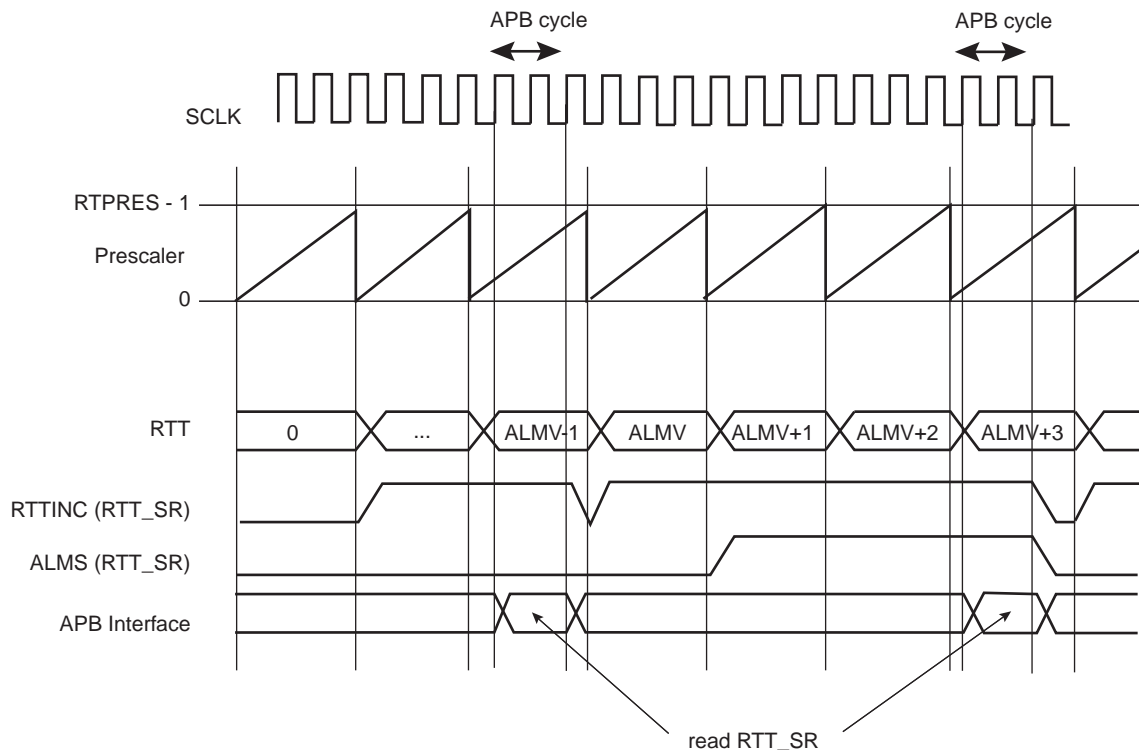 APB cycle APB cycle
SCLK
RTPRES - 1
Prescaler
0
RTT 0 ... ALMV-1 ALMV ALMV+1 ALMV+2 ALMV+3
RTTINC (RTT_SR)
ALMS (RTT_SR)
APB Interface
read RTT_SR